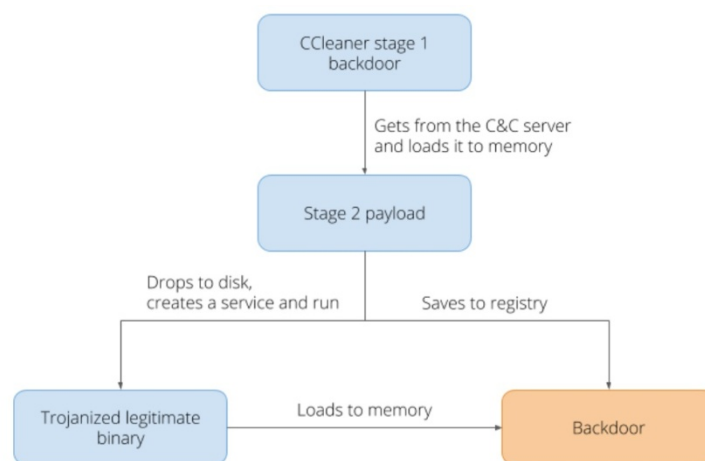 CCleaner stage 1
backdoor
Gets from the C&C server
and loads it to memory
Stage 2 payload
Drops to disk,
creates a service and run
Saves to registry
Trojanized legitimate
binary
Loads to memory
Backdoor